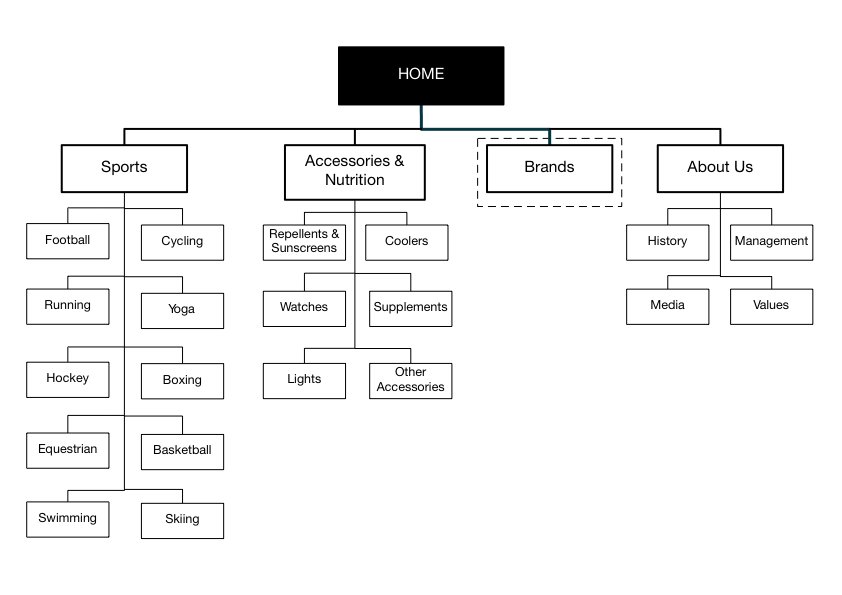 HOME
Sports
Accessories &
Nutrition
Brands
About Us
Football
Cycling
Repellents &
Sunscreens
Coolers
History
Management
Running
Yoga
Watches
Supplements
Media
Values
Hockey
Boxing
Lights
Other
Accessories
Equestrian
Basketball
Swimming
Skiing